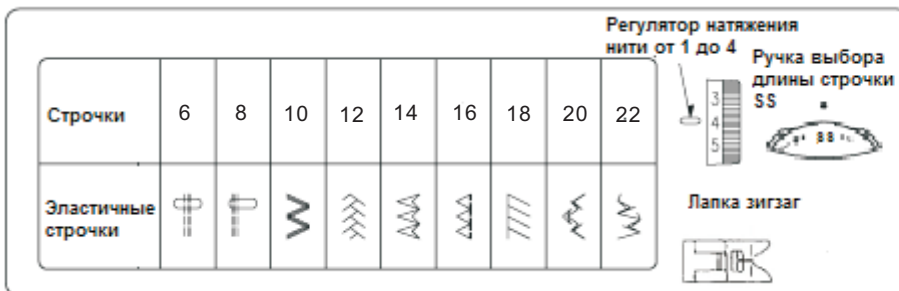 Регулятор натяжения
нити от 1 до 4
Ручка выбора
длины строчки
SS
3
4
5
SS
Строчки 6 8 10 12 14 16 18 20 22
Эластичные
строчки
Лапка зигзаг